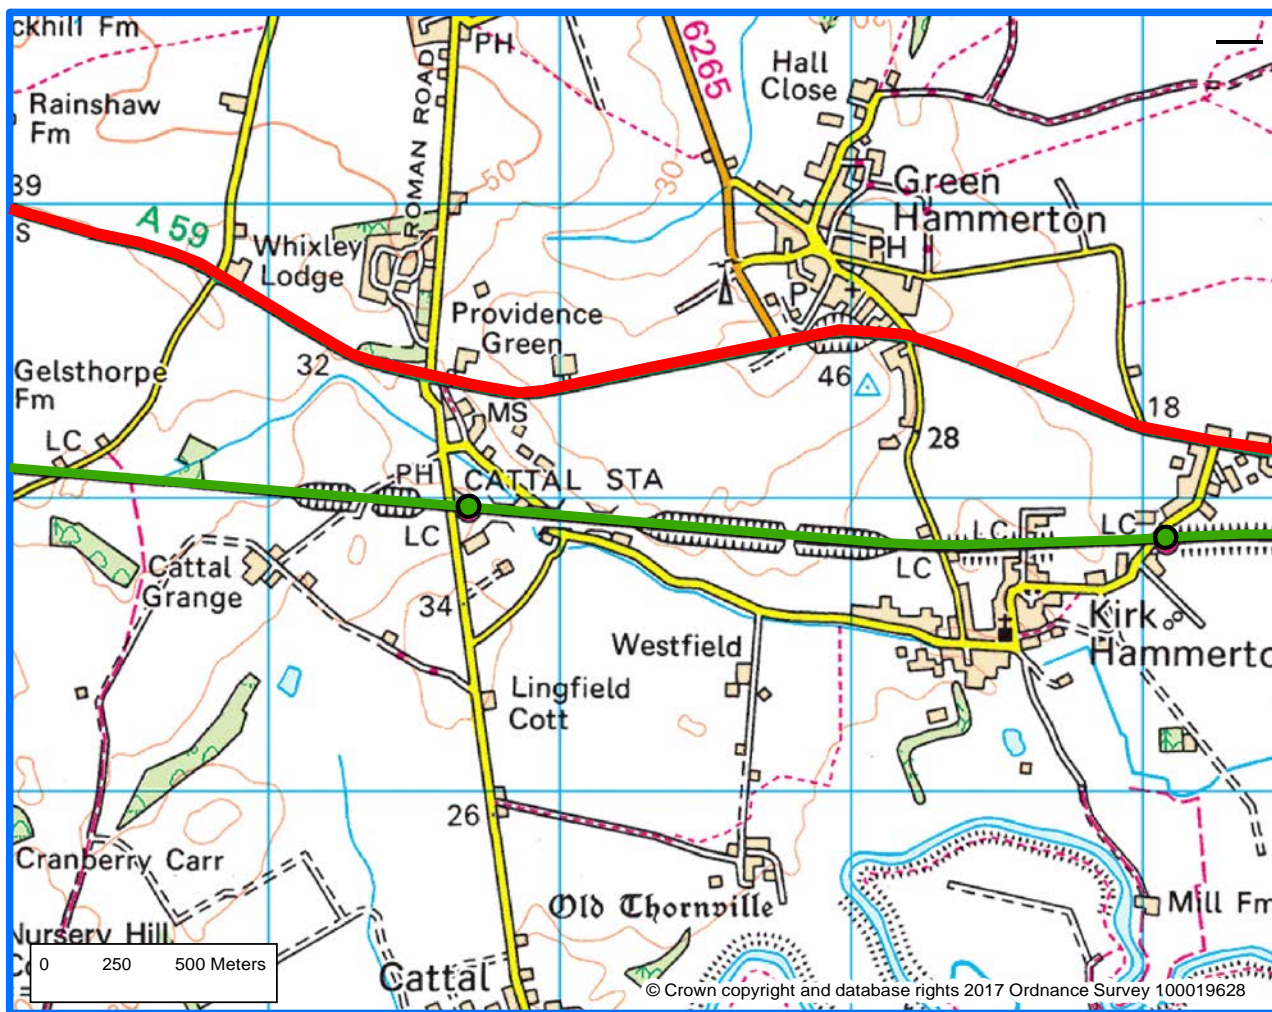 ckhill Fm
PH
6265
Hall
Close
Rainshaw
Fm
ROMAN ROAD
50
30
39
S
A 59
Green
Hammerton
Whixley
Lodge
PH
P
Providence
Green
32
46
Gelsthorpe
Fm
MS
18
28
LC
PH
CATTAL STA
LC
LC
LC
LC
Cattal
Grange
34
Westfield
Kirk
Hammerto
Lingfield
Cott
26
Cranberry Carr
Old Thornville
Mill Fm
Nursery Hill
Cattal
0 250 500 Meters
© Crown copyright and database rights 2017 Ordnance Survey 100019628